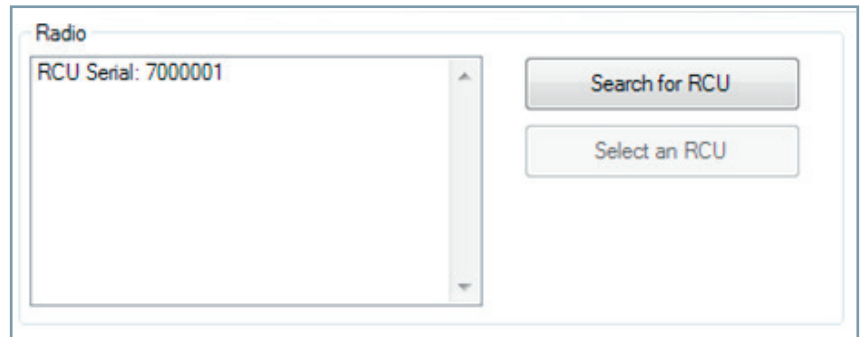 Radio
RCU Serial: 7000001
Search for RCU
Select an RCU